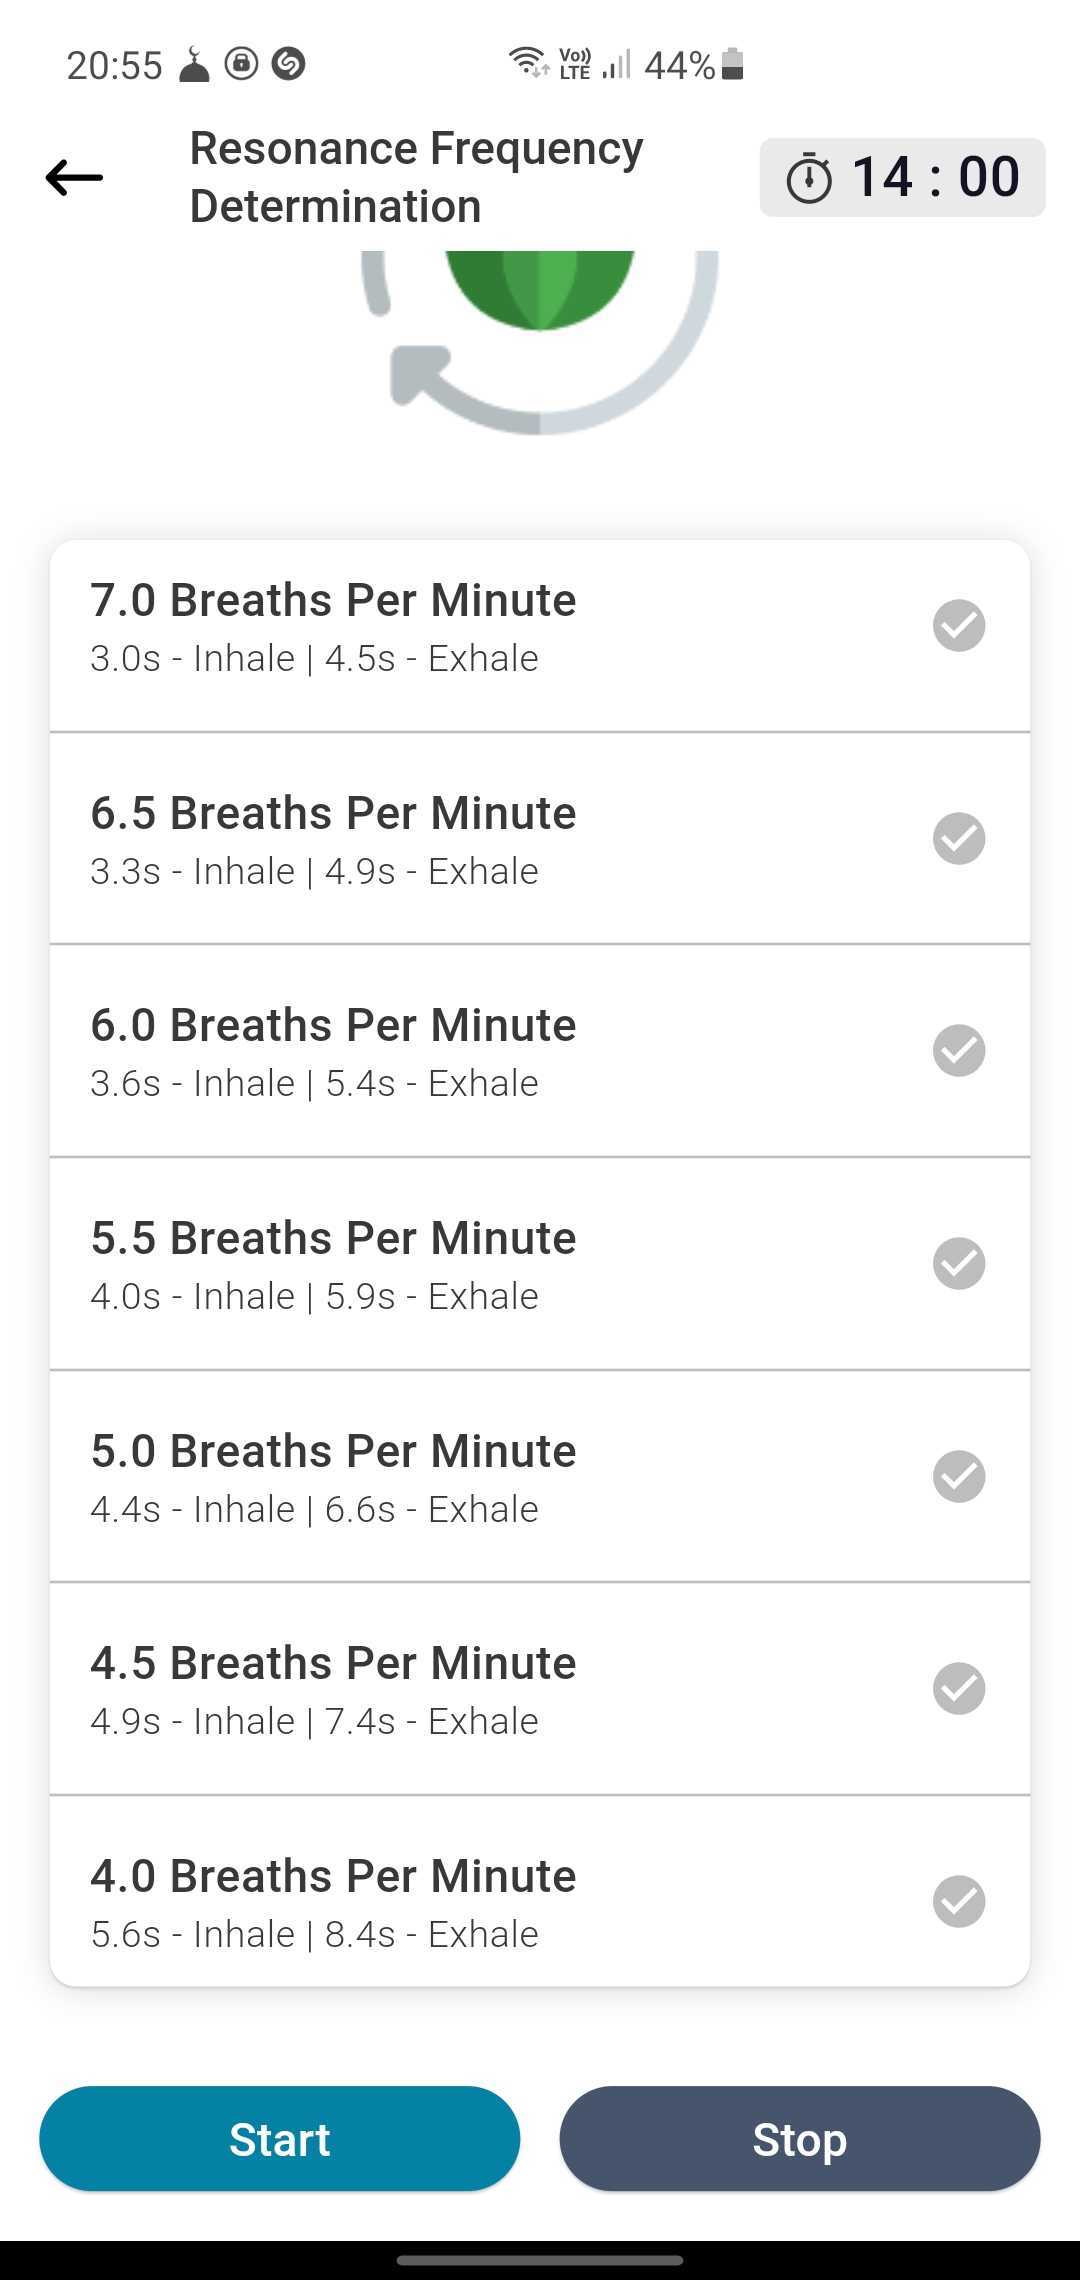 20:55
Vo))
LTE
44%
Resonance Frequency
Determination
14 : 00
7.0 Breaths Per Minute
3.0s - Inhale | 4.5s - Exhale
6.5 Breaths Per Minute
3.3s - Inhale | 4.9s - Exhale
6.0 Breaths Per Minute
3.6s - Inhale | 5.4s - Exhale
5.5 Breaths Per Minute
4.0s - Inhale | 5.9s - Exhale
5.0 Breaths Per Minute
4.4s - Inhale | 6.6s - Exhale
4.5 Breaths Per Minute
4.9s - Inhale | 7.4s - Exhale
4.0 Breaths Per Minute
5.6s - Inhale | 8.4s - Exhale
Start
Stop